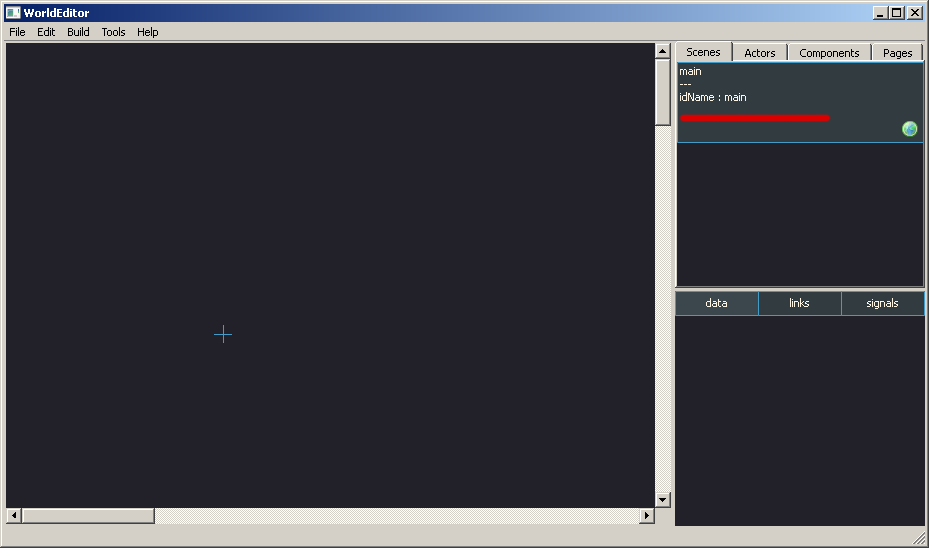 WorldEditor
File Edit Build Tools Help
Scenes Actors Components Pages
main
---
idName : main
data links signals